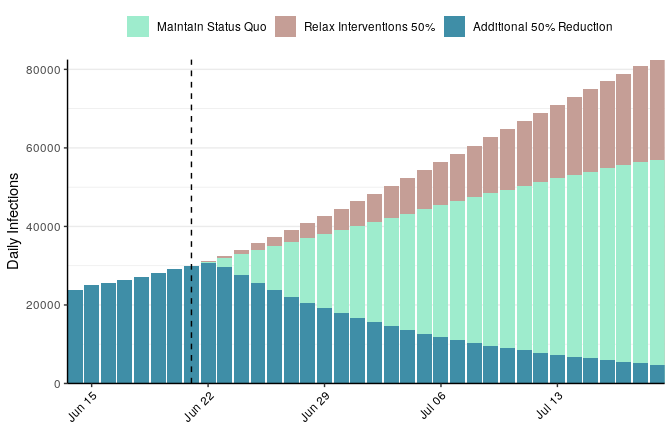 Maintain Status Quo Relax Interventions 50% Additional 50% Reduction
80000
60000
40000
20000
0
Daily Infections
Jun 15 Jun 22 Jun 29 Jul 06 Jul 13